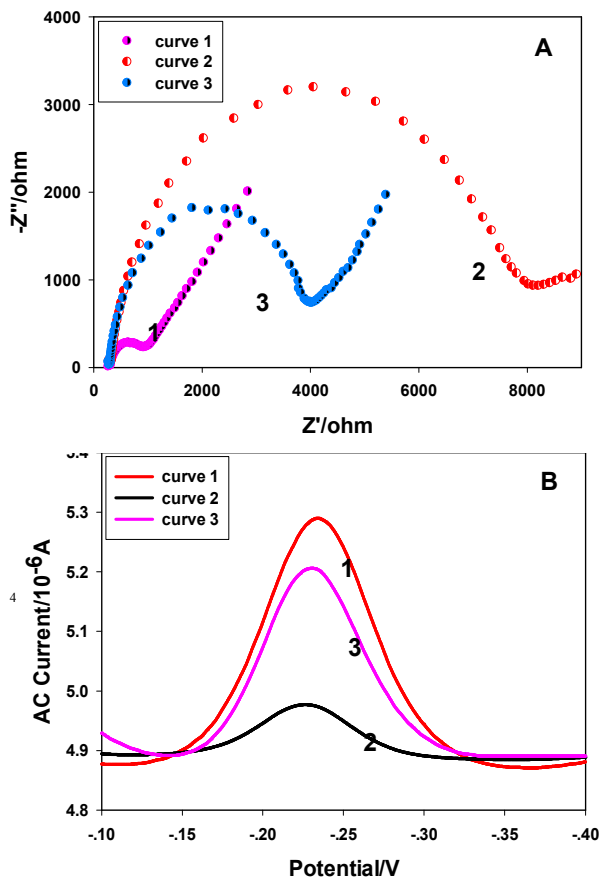 A
curve 1
curve 2
curve 3
4000
3000
2000
1000
0
-Z''/ohm
1
3
2
0 2000 4000 6000 8000
Z'/ohm
B
curve 1
curve 2
curve 3
5.3
5.2
5.1
5.0
4.9
4.8
AC Current/10-6A
4
1
3
2
-.10 -.15 -.20 -.25 -.30 -.35 -.40
Potential/V